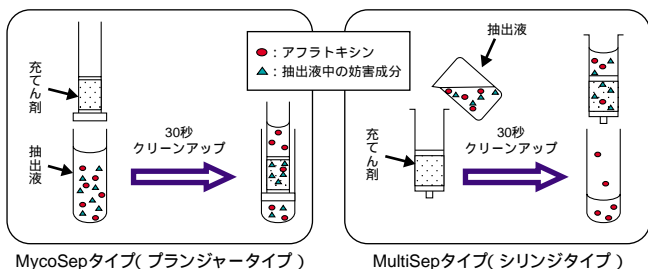 充てん剤
抽出液
30秒
クリーンアップ
：アフラトキシン
：抽出液中の妨害成分
抽出液
充てん剤
30秒
クリーンアップ
MycoSepタイプ（プランジャータイプ）
MultiSepタイプ（シリンジタイプ）